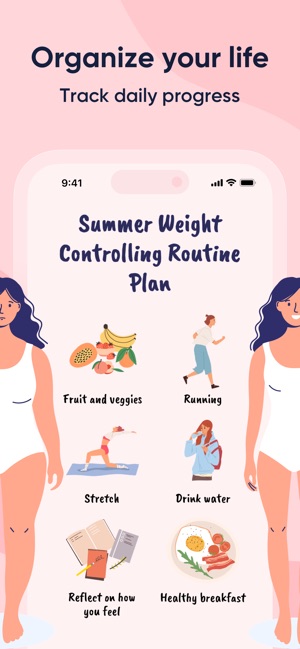 Organize your life
Track daily progress
9:41
Summer Weight
Controlling Routine
Plan
Fruit and veggies
Running
Stretch
Drink water
Reflect on how
you feel
Healthy breakfast